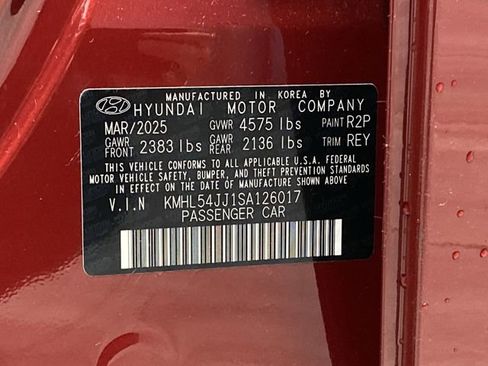 MANUFACTURED IN KOREA BY
HYUNDAI MOTOR COMPANY
MAR/2025 GVWR 4575 lbs PAINT R2P
GAWR FRONT 2383 lbs GAWR REAR 2136 lbs TRIM REY
THIS VEHICLE CONFORMS TO ALL APPLICABLE U.S.A. FEDERAL
MOTOR VEHICLE SAFETY, BUMPER, AND THEFT PREVENTION STANDARDS
IN EFFECT ON THE DATE OF MANUFACTURE SHOWN ABOVE.
V.I.N KMHL54JJ1SA126017
PASSENGER CAR